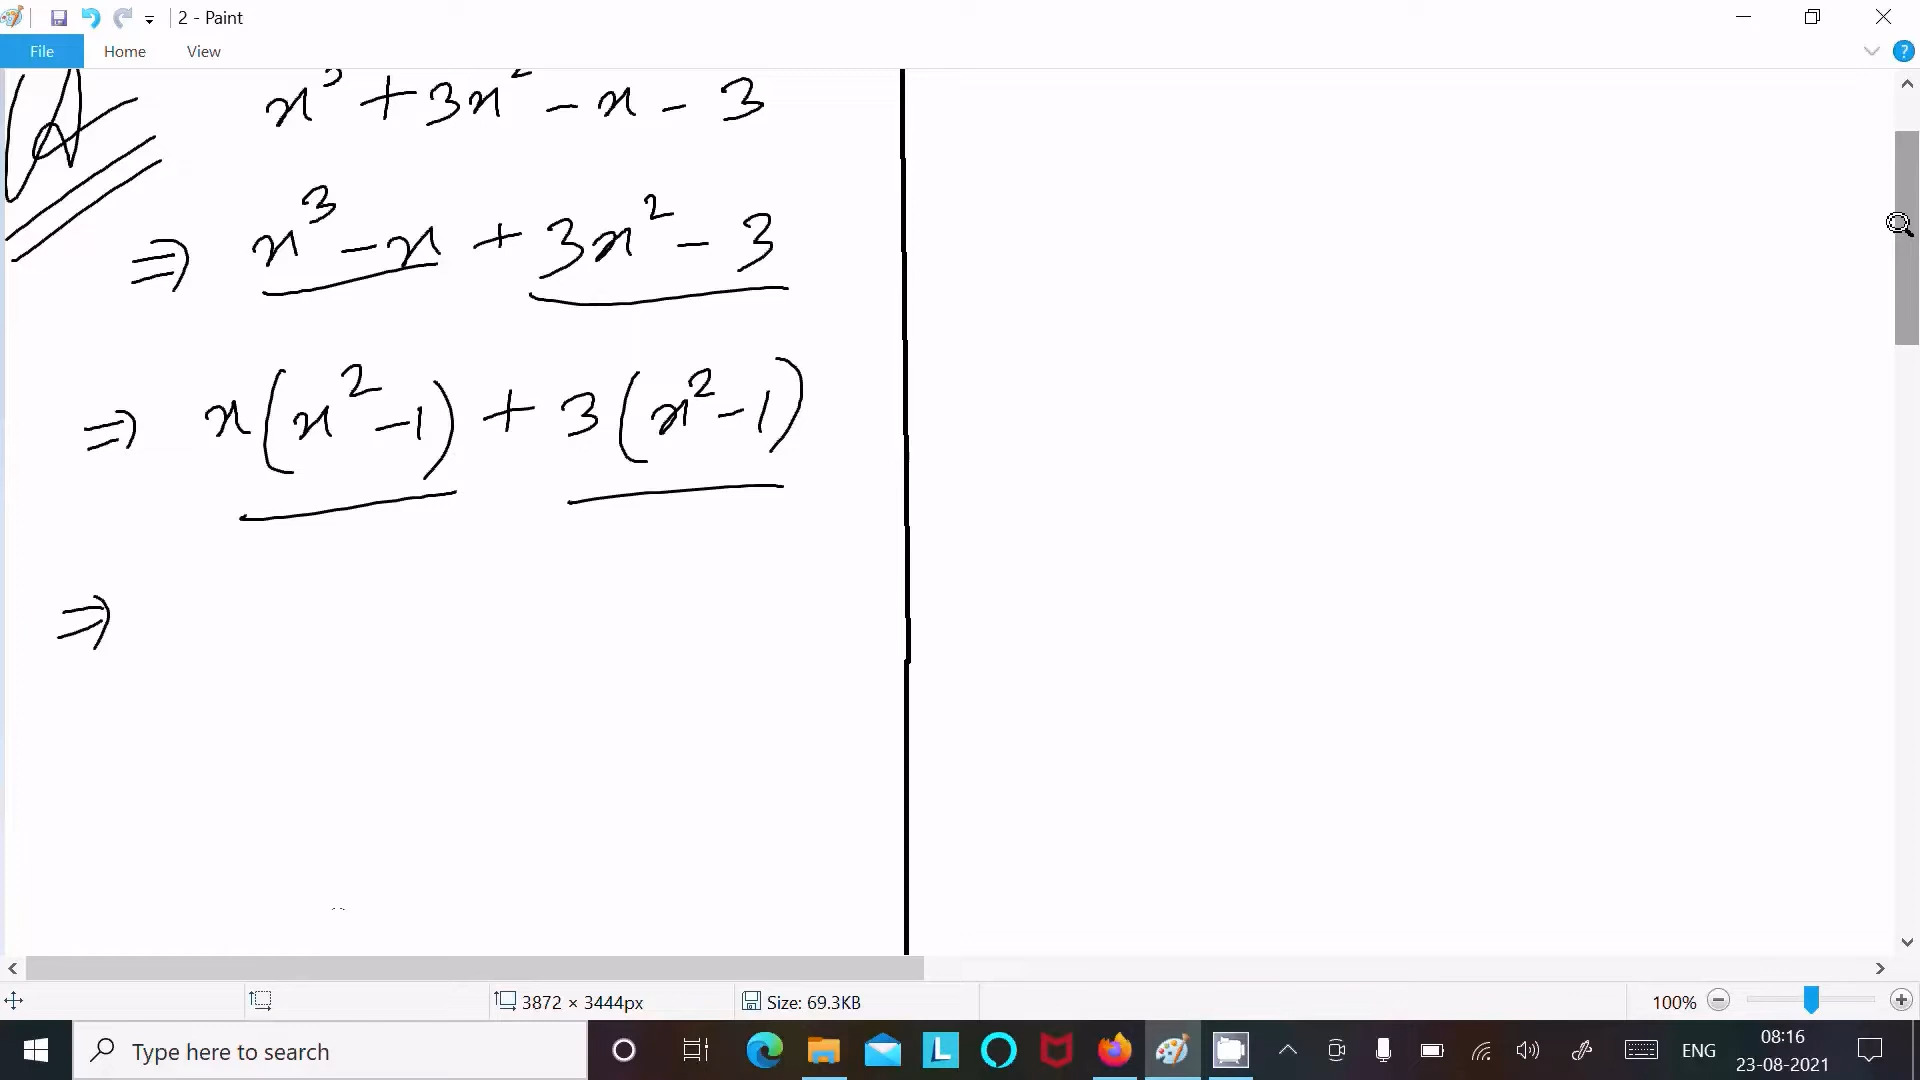 2 - Paint
File Home View
x³ + 3x² - x - 3
⇒ x³ - x + 3x² - 3
⇒ x(x² - 1) + 3(x² - 1)
⇒
3872 × 3444px Size: 69.3KB 100%
Type here to search
ENG
08:16
23-08-2021